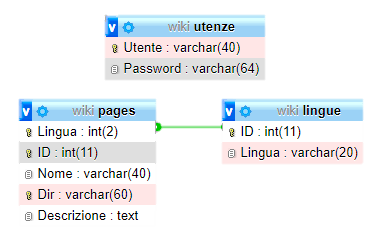 v wiki utenze
Utente : varchar(40)
Password : varchar(64)
v wiki pages
Lingua : int(2)
ID : int(11)
Nome : varchar(40)
Dir : varchar(60)
Descrizione : text
v wiki lingue
ID : int(11)
Lingua : varchar(20)